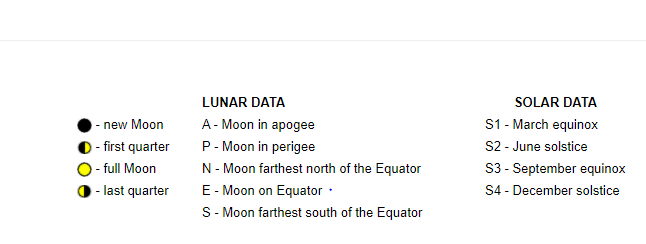 LUNAR DATA SOLAR DATA
- new Moon A - Moon in apogee S1 - March equinox
- first quarter P - Moon in perigee S2 - June solstice
- full Moon N - Moon farthest north of the Equator S3 - September equinox
- last quarter E - Moon on Equator S4 - December solstice
S - Moon farthest south of the Equator